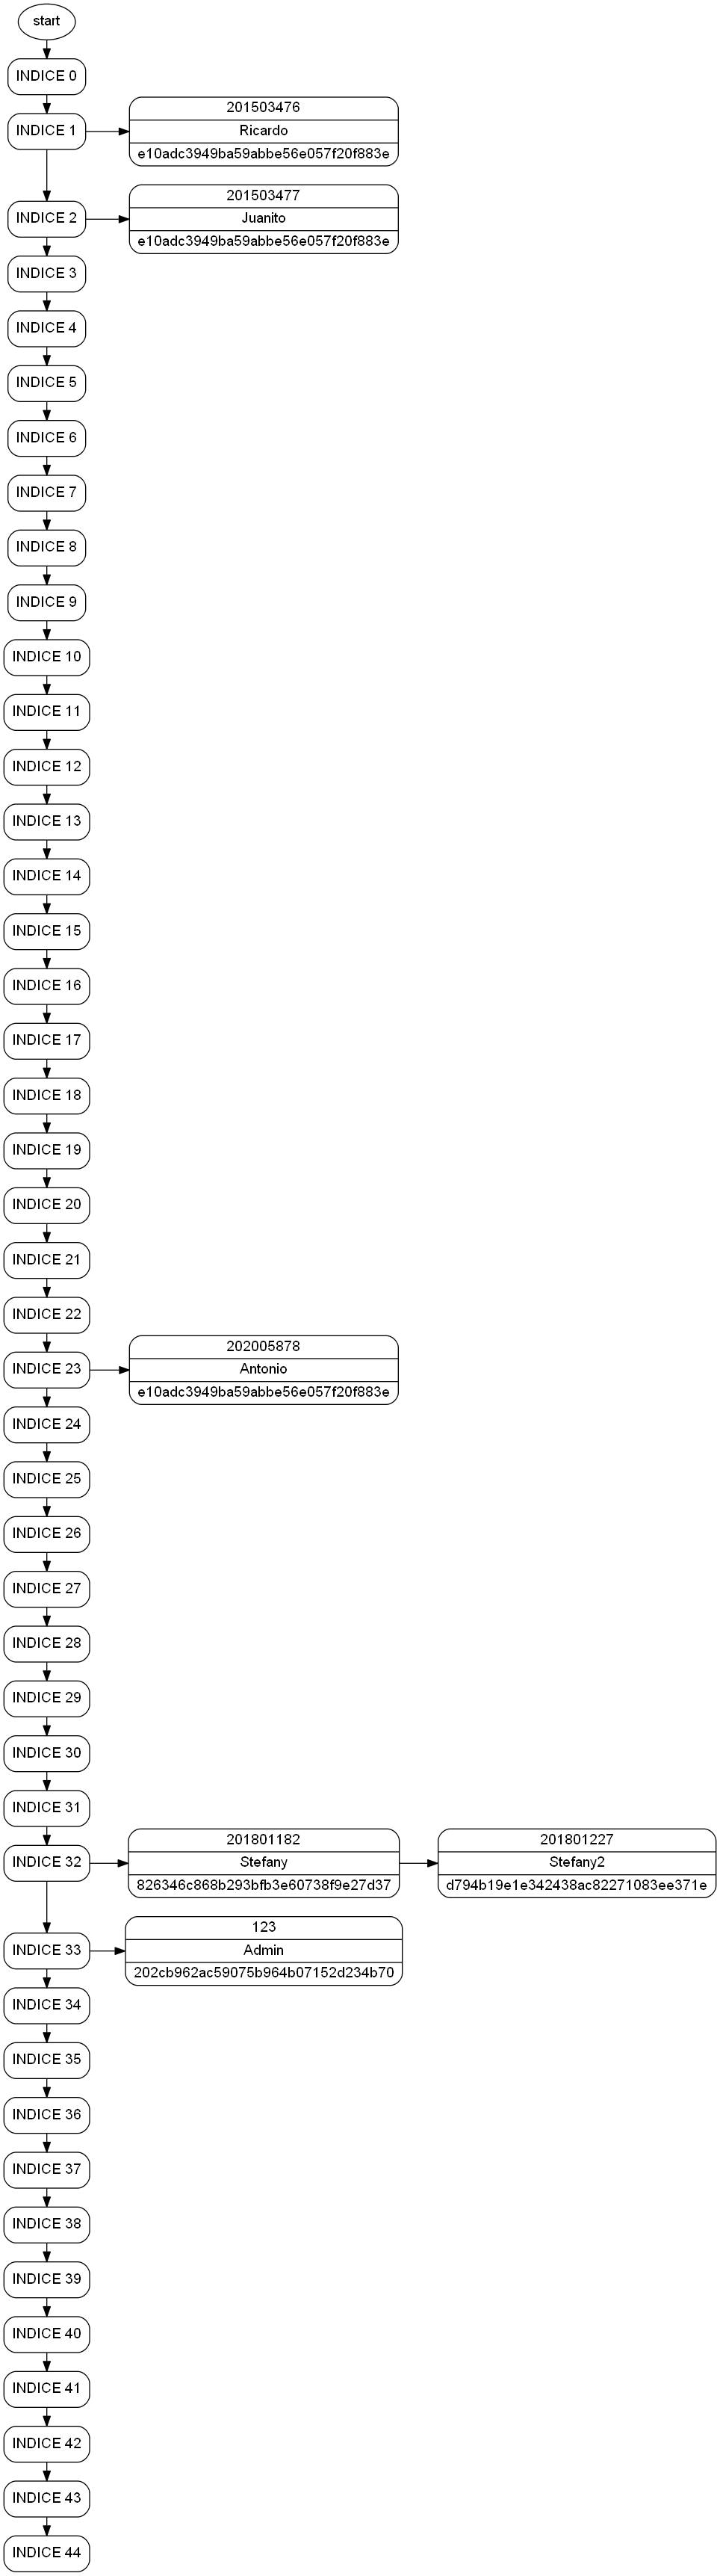 start
INDICE 0
INDICE 1
201503476
Ricardo
e10adc3949ba59abbe56e057f20f883e
INDICE 2
201503477
Juanito
e10adc3949ba59abbe56e057f20f883e
INDICE 3
INDICE 4
INDICE 5
INDICE 6
INDICE 7
INDICE 8
INDICE 9
INDICE 10
INDICE 11
INDICE 12
INDICE 13
INDICE 14
INDICE 15
INDICE 16
INDICE 17
INDICE 18
INDICE 19
INDICE 20
INDICE 21
INDICE 22
INDICE 23
202005878
Antonio
e10adc3949ba59abbe56e057f20f883e
INDICE 24
INDICE 25
INDICE 26
INDICE 27
INDICE 28
INDICE 29
INDICE 30
INDICE 31
INDICE 32
201801182
Stefany
826346c868b293bfb3e60738f9e27d37
201801227
Stefany2
d794b19e1e342438ac82271083ee371e
INDICE 33
123
Admin
202cb962ac59075b964b07152d234b70
INDICE 34
INDICE 35
INDICE 36
INDICE 37
INDICE 38
INDICE 39
INDICE 40
INDICE 41
INDICE 42
INDICE 43
INDICE 44